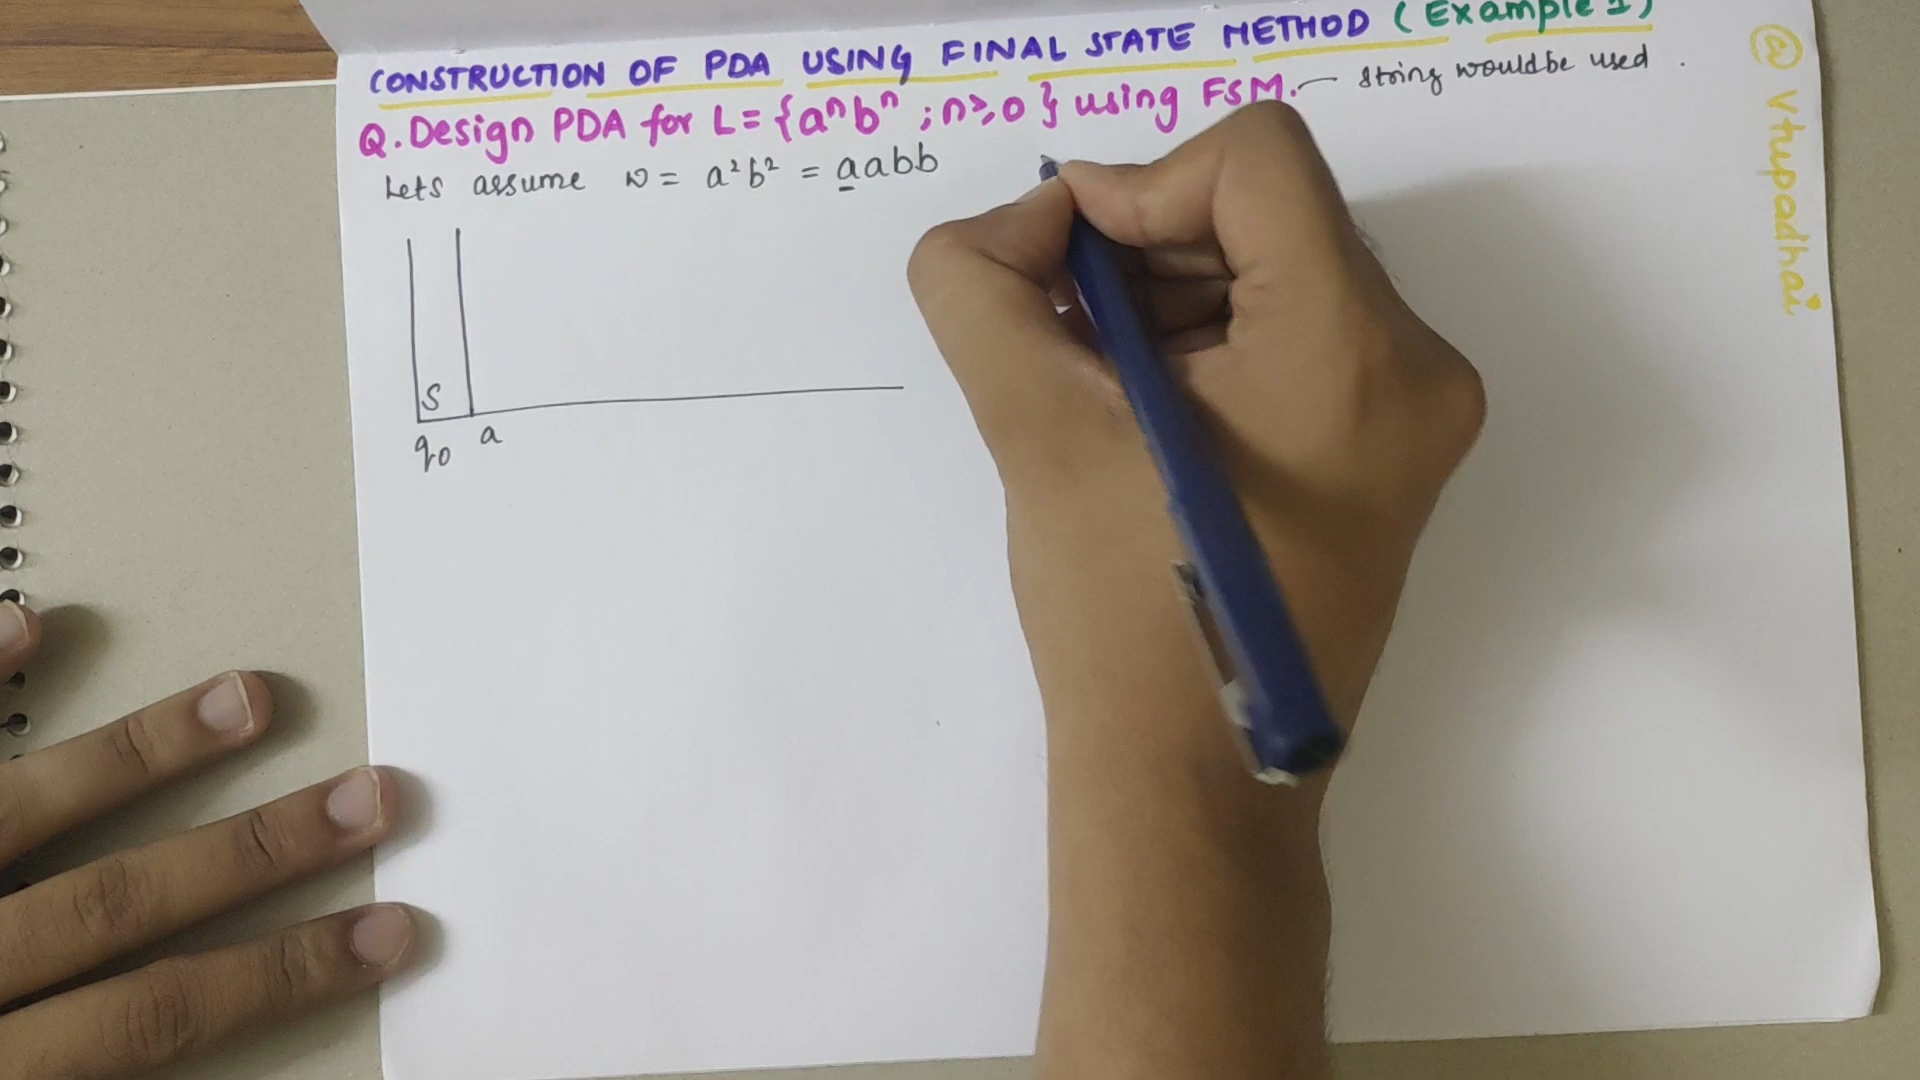 CONSTRUCTION OF PDA USING FINAL STATE METHOD (Example 1)
Q. Design PDA for L = {aⁿbⁿ ; n≥0} using FSM. — string would be used.
Lets assume w = a²b² = aabb
S
q₀ a
@Vtupadhai